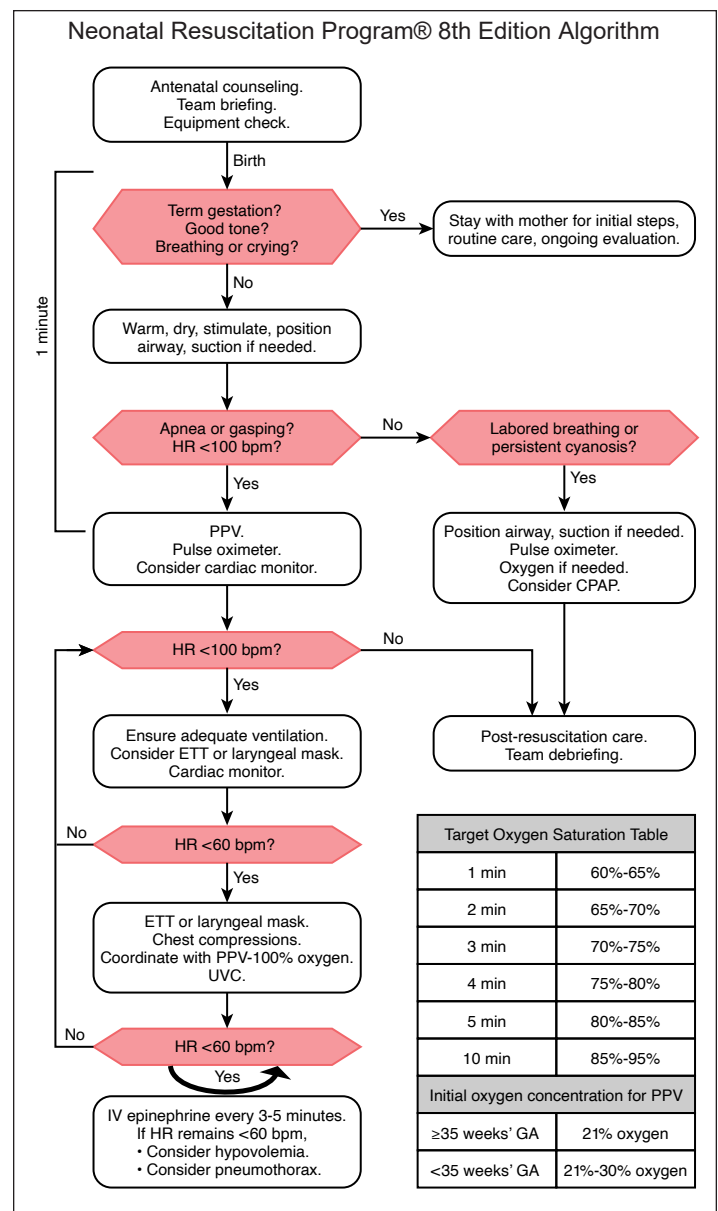 Neonatal Resuscitation Program® 8th Edition Algorithm
Antenatal counseling.
Team briefing.
Equipment check.
Birth
1 minute
Term gestation?
Good tone?
Breathing or crying?
Yes
Stay with mother for initial steps,
routine care, ongoing evaluation.
No
Warm, dry, stimulate, position
airway, suction if needed.
Apnea or gasping?
HR <100 bpm?
No
Labored breathing or
persistent cyanosis?
Yes
Yes
PPV.
Pulse oximeter.
Consider cardiac monitor.
Position airway, suction if needed.
Pulse oximeter.
Oxygen if needed.
Consider CPAP.
HR <100 bpm?
No
Yes
Ensure adequate ventilation.
Consider ETT or laryngeal mask.
Cardiac monitor.
Post-resuscitation care.
Team debriefing.
No
HR <60 bpm?
Yes
ETT or laryngeal mask.
Chest compressions.
Coordinate with PPV-100% oxygen.
UVC.
No
HR <60 bpm?
Yes
IV epinephrine every 3-5 minutes.
If HR remains <60 bpm,
• Consider hypovolemia.
• Consider pneumothorax.
Target Oxygen Saturation Table
1 min 60%-65%
2 min 65%-70%
3 min 70%-75%
4 min 75%-80%
5 min 80%-85%
10 min 85%-95%
Initial oxygen concentration for PPV
≥35 weeks' GA 21% oxygen
<35 weeks' GA 21%-30% oxygen